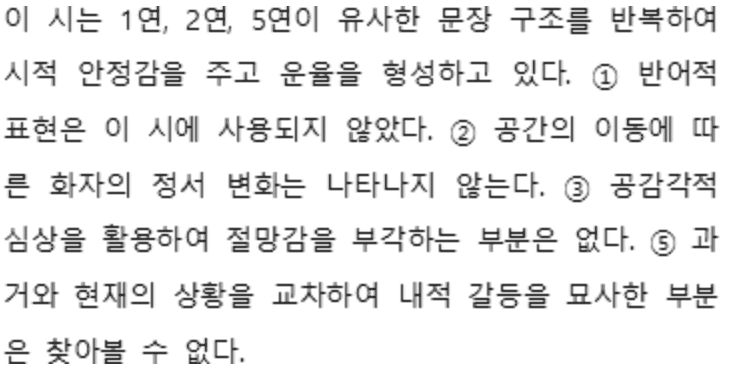 이 시는 1연, 2연, 5연이 유사한 문장 구조를 반복하여
시적 안정감을 주고 운율을 형성하고 있다. ① 반어적
표현은 이 시에 사용되지 않았다. ② 공간의 이동에 따
른 화자의 정서 변화는 나타나지 않는다. ③ 공감각적
심상을 활용하여 절망감을 부각하는 부분은 없다. ⑤ 과
거와 현재의 상황을 교차하여 내적 갈등을 묘사한 부분
은 찾아볼 수 없다.